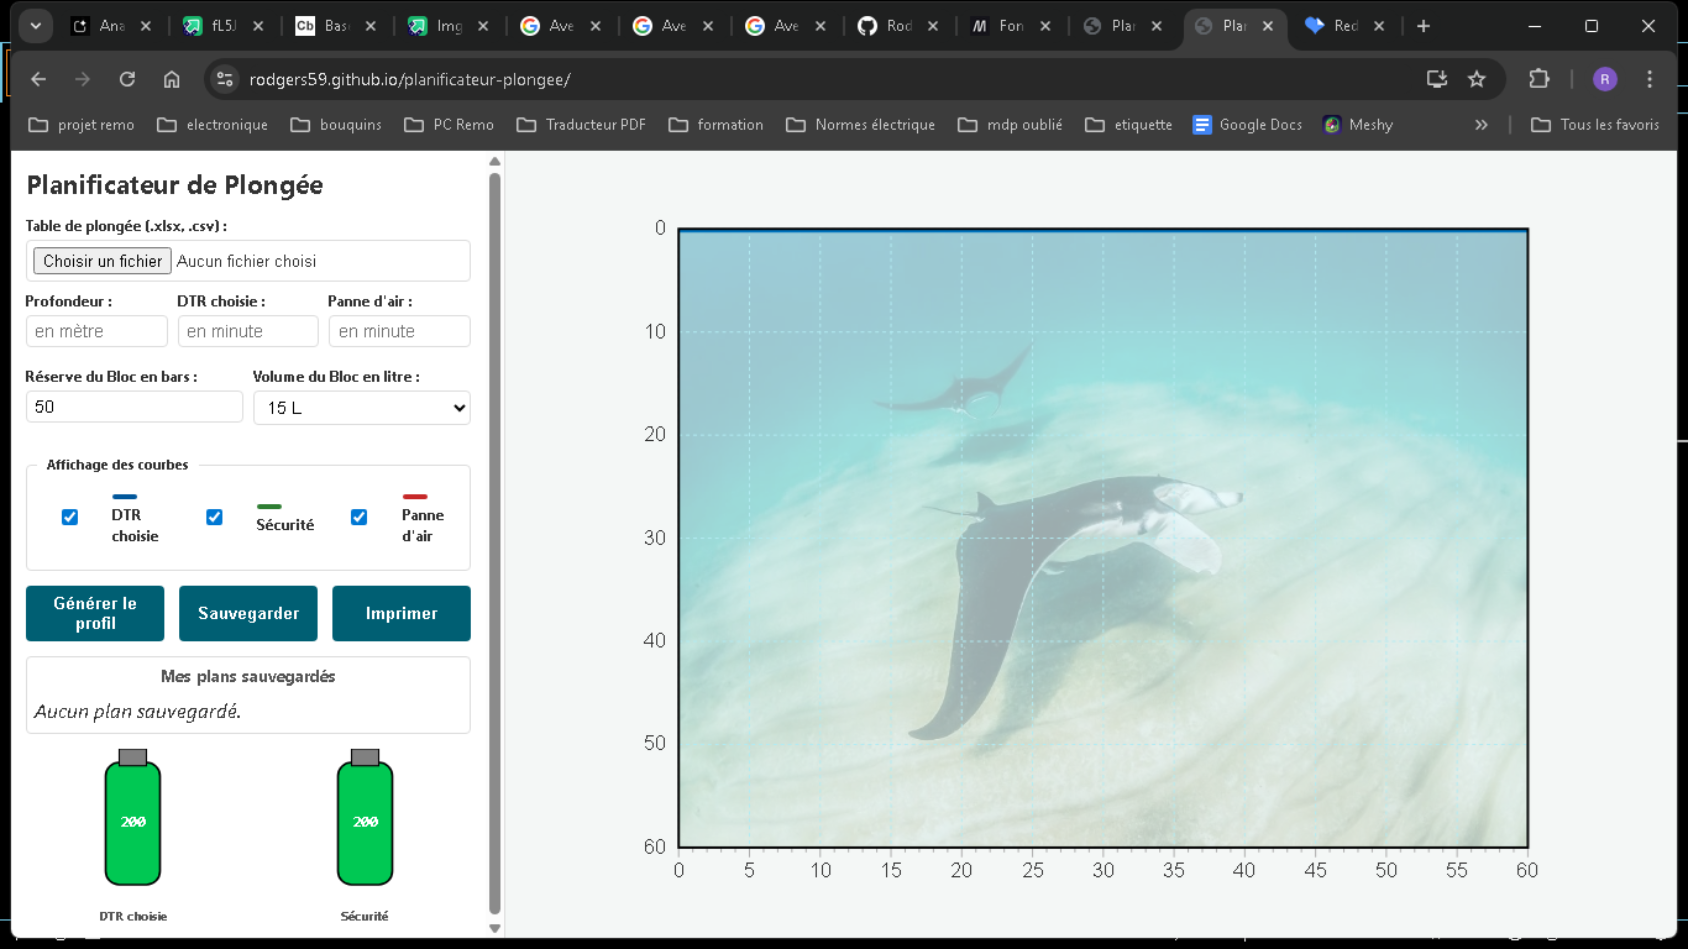 Ana
fL5J
Cb Bas
Img
Ave
Ave
Ave
Rod
Fon
Plar
Plar
Red
rodgers59.github.io/planificateur-plongee/
R
projet remo
electronique
bouquins
PC Remo
Traducteur PDF
formation
Normes électrique
mdp oublié
etiquette
Google Docs
Meshy
»
Tous les favoris
Planificateur de Plongée
Table de plongée (.xlsx, .csv) :
Choisir un fichier Aucun fichier choisi
Profondeur : DTR choisie : Panne d'air :
en mètre en minute en minute
Réserve du Bloc en bars : Volume du Bloc en litre :
50 15 L
Affichage des courbes
DTR choisie
Sécurité
Panne d'air
Générer le profil
Sauvegarder
Imprimer
Mes plans sauvegardés
Aucun plan sauvegardé.
200 200
DTR choisie Sécurité
0
10
20
30
40
50
60
0 5 10 15 20 25 30 35 40 45 50 55 60